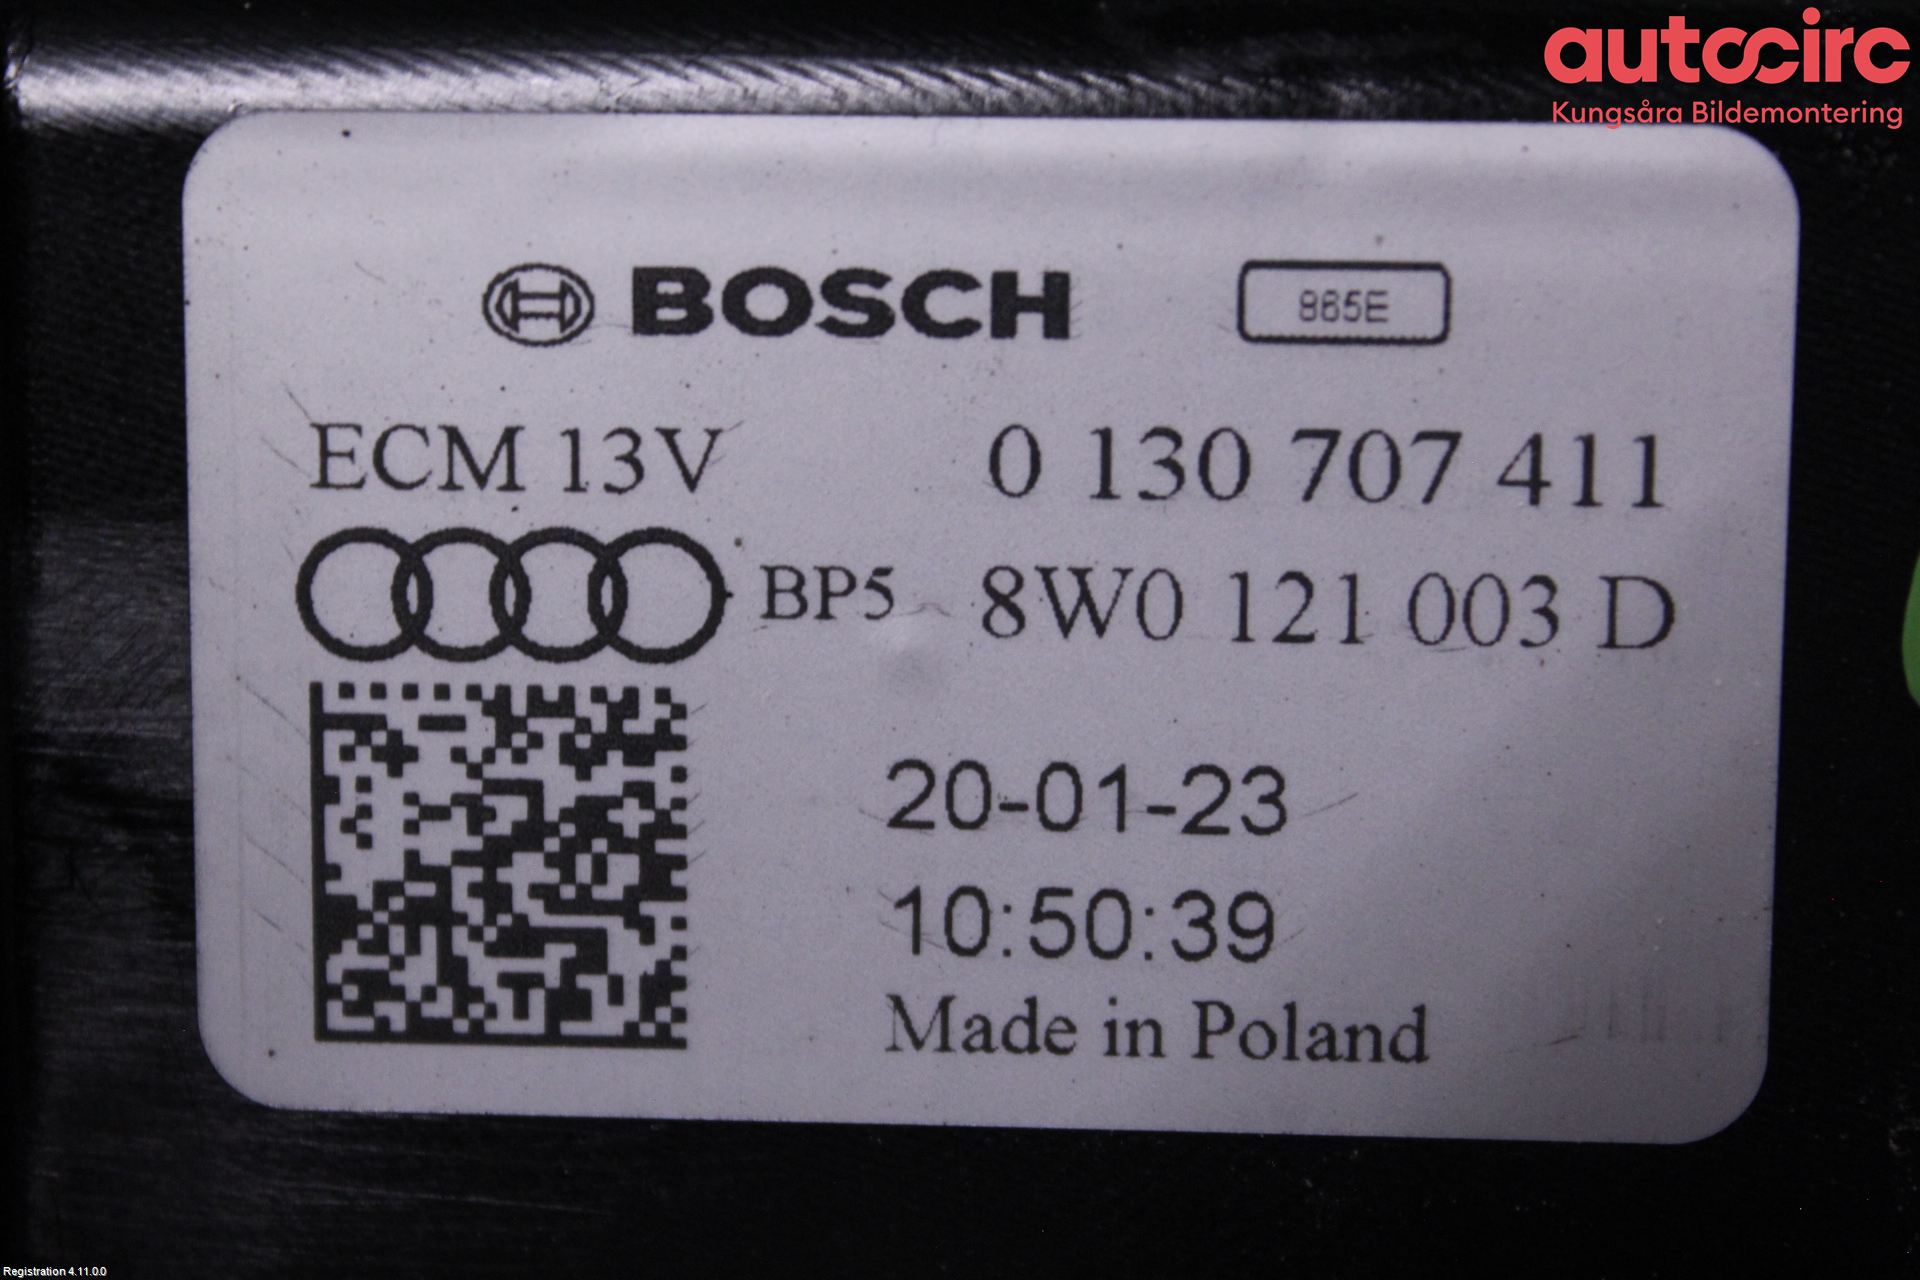 autocirc
Kungsåra Bildemontering
BOSCH
865E
ECM 13V 0 130 707 411
BP5 8W0 121 003 D
20-01-23
10:50:39
Made in Poland
Registration 4.11.0.0